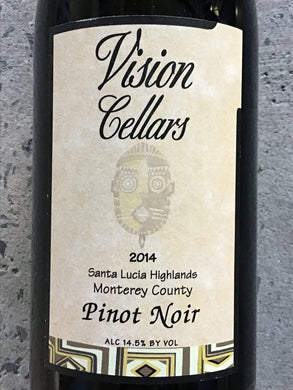 Vision
Cellars
2014
Santa Lucia Highlands
Monterey County
Pinot Noir
ALC 14.5% BY VOL